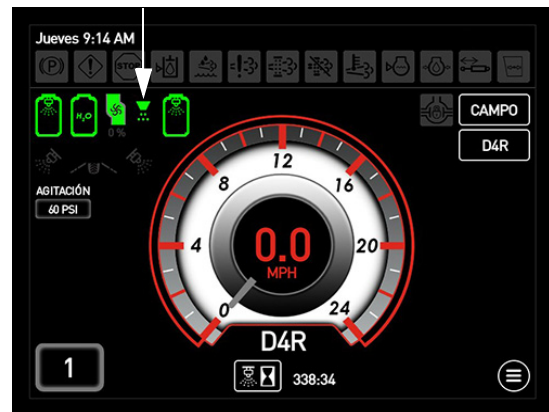 Jueves 9:14 AM
P
STOP
H₂O
0 %
CAMPO
D4R
AGITACIÓN
60 PSI
0
4
8
12
16
20
24
0.0
MPH
D4R
1
338:34